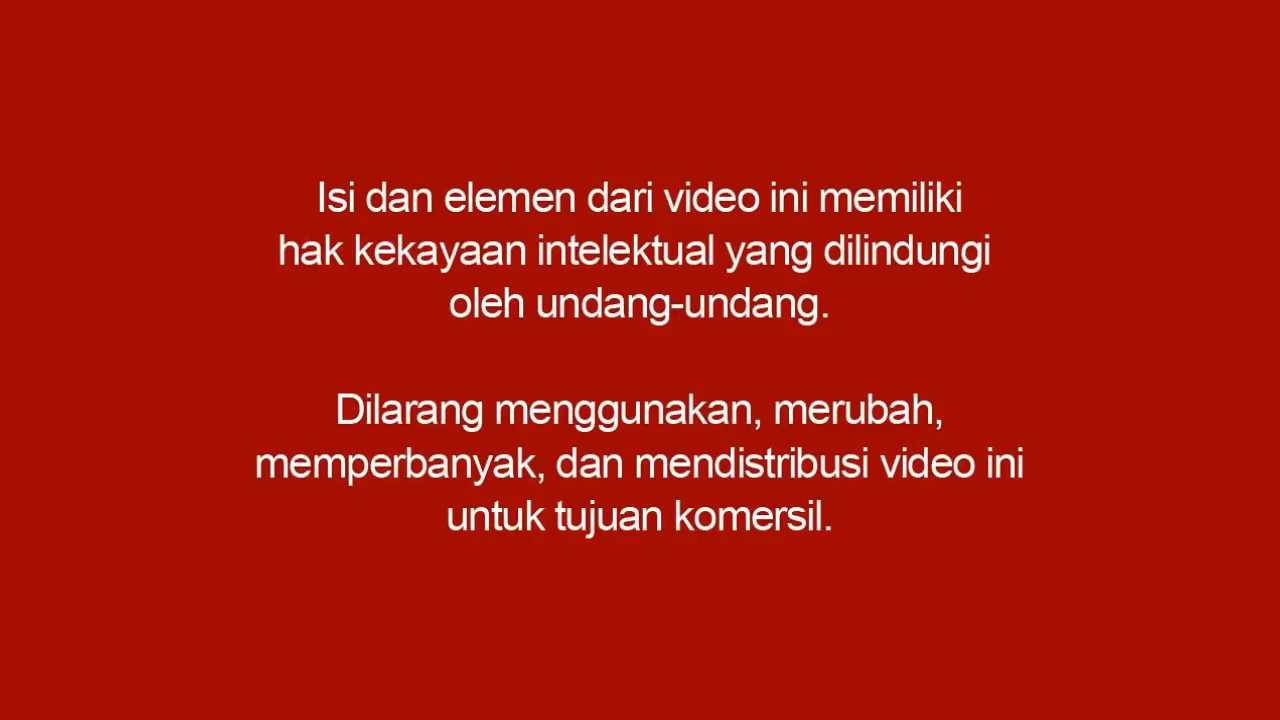 Isi dan elemen dari video ini memiliki
hak kekayaan intelektual yang dilindungi
oleh undang-undang.
Dilarang menggunakan, merubah,
memperbanyak, dan mendistribusi video ini
untuk tujuan komersil.